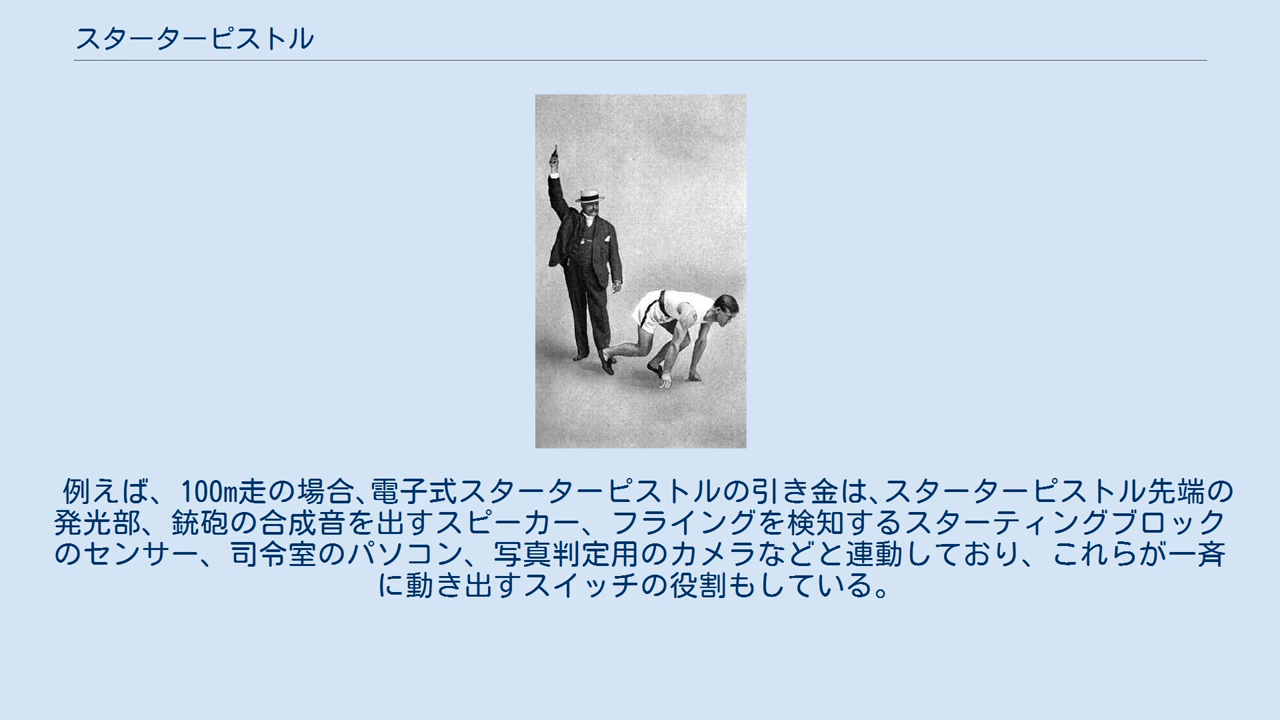 スターターピストル
例えば、100m走の場合､電子式スターターピストルの引き金は､スターターピストル先端の
発光部、銃砲の合成音を出すスピーカー、フライングを検知するスターティングブロック
のセンサー、司令室のパソコン、写真判定用のカメラなどと連動しており、これらが一斉
に動き出すスイッチの役割もしている。